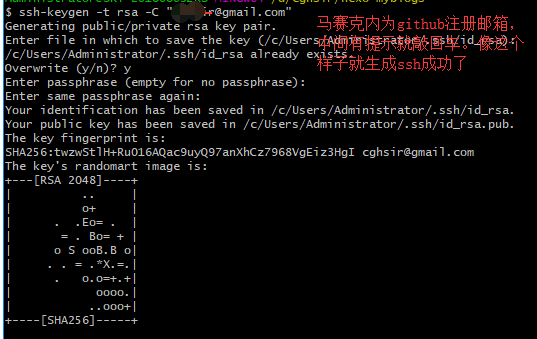 $ ssh-keygen -t rsa -C "r@gmail.com"
Generating public/private rsa key pair.
Enter file in which to save the key (/c/Users/Administrator/.ssh/id_rsa):
/c/Users/Administrator/.ssh/id_rsa already exists.
Overwrite (y/n)? y
Enter passphrase (empty for no passphrase):
Enter same passphrase again:
Your identification has been saved in /c/Users/Administrator/.ssh/id_rsa.
Your public key has been saved in /c/Users/Administrator/.ssh/id_rsa.pub.
The key fingerprint is:
SHA256:twzwStlH+RuO16AQac9uyQ97anXhCz7968VgEiz3HgI cghsir@gmail.com
The key's randomart image is:
+---[RSA 2048]----+
|          ..     |
|          o+     |
|      .  .Eo= .  |
|       = . Bo= + |
|      o S ooB.B o|
|     . . = .*X.=.|
|      .   o.o=+.+|
|            oooo.|
|           ..ooo+|
+----[SHA256]-----+
马赛克内为github注册邮箱,
中间有提示就敲回车。像这个
样子就生成ssh成功了